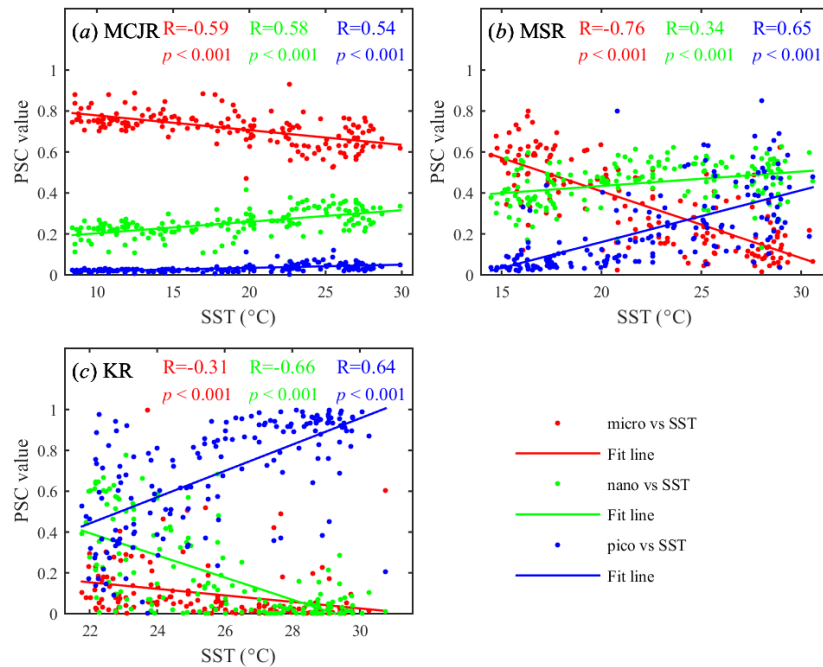 (a) MCJR
R=-0.59 R=0.58 R=0.54
p < 0.001 p < 0.001 p < 0.001
1
0.8
0.6
0.4
0.2
0
PSC value
10 15 20 25 30
SST (°C)
(b) MSR
R=-0.76 R=0.34 R=0.65
p < 0.001 p < 0.001 p < 0.001
1
0.8
0.6
0.4
0.2
0
PSC value
15 20 25 30
SST (°C)
(c) KR
R=-0.31 R=-0.66 R=0.64
p < 0.001 p < 0.001 p < 0.001
1
0.8
0.6
0.4
0.2
0
PSC value
22 24 26 28 30
SST (°C)
micro vs SST
Fit line
nano vs SST
Fit line
pico vs SST
Fit line